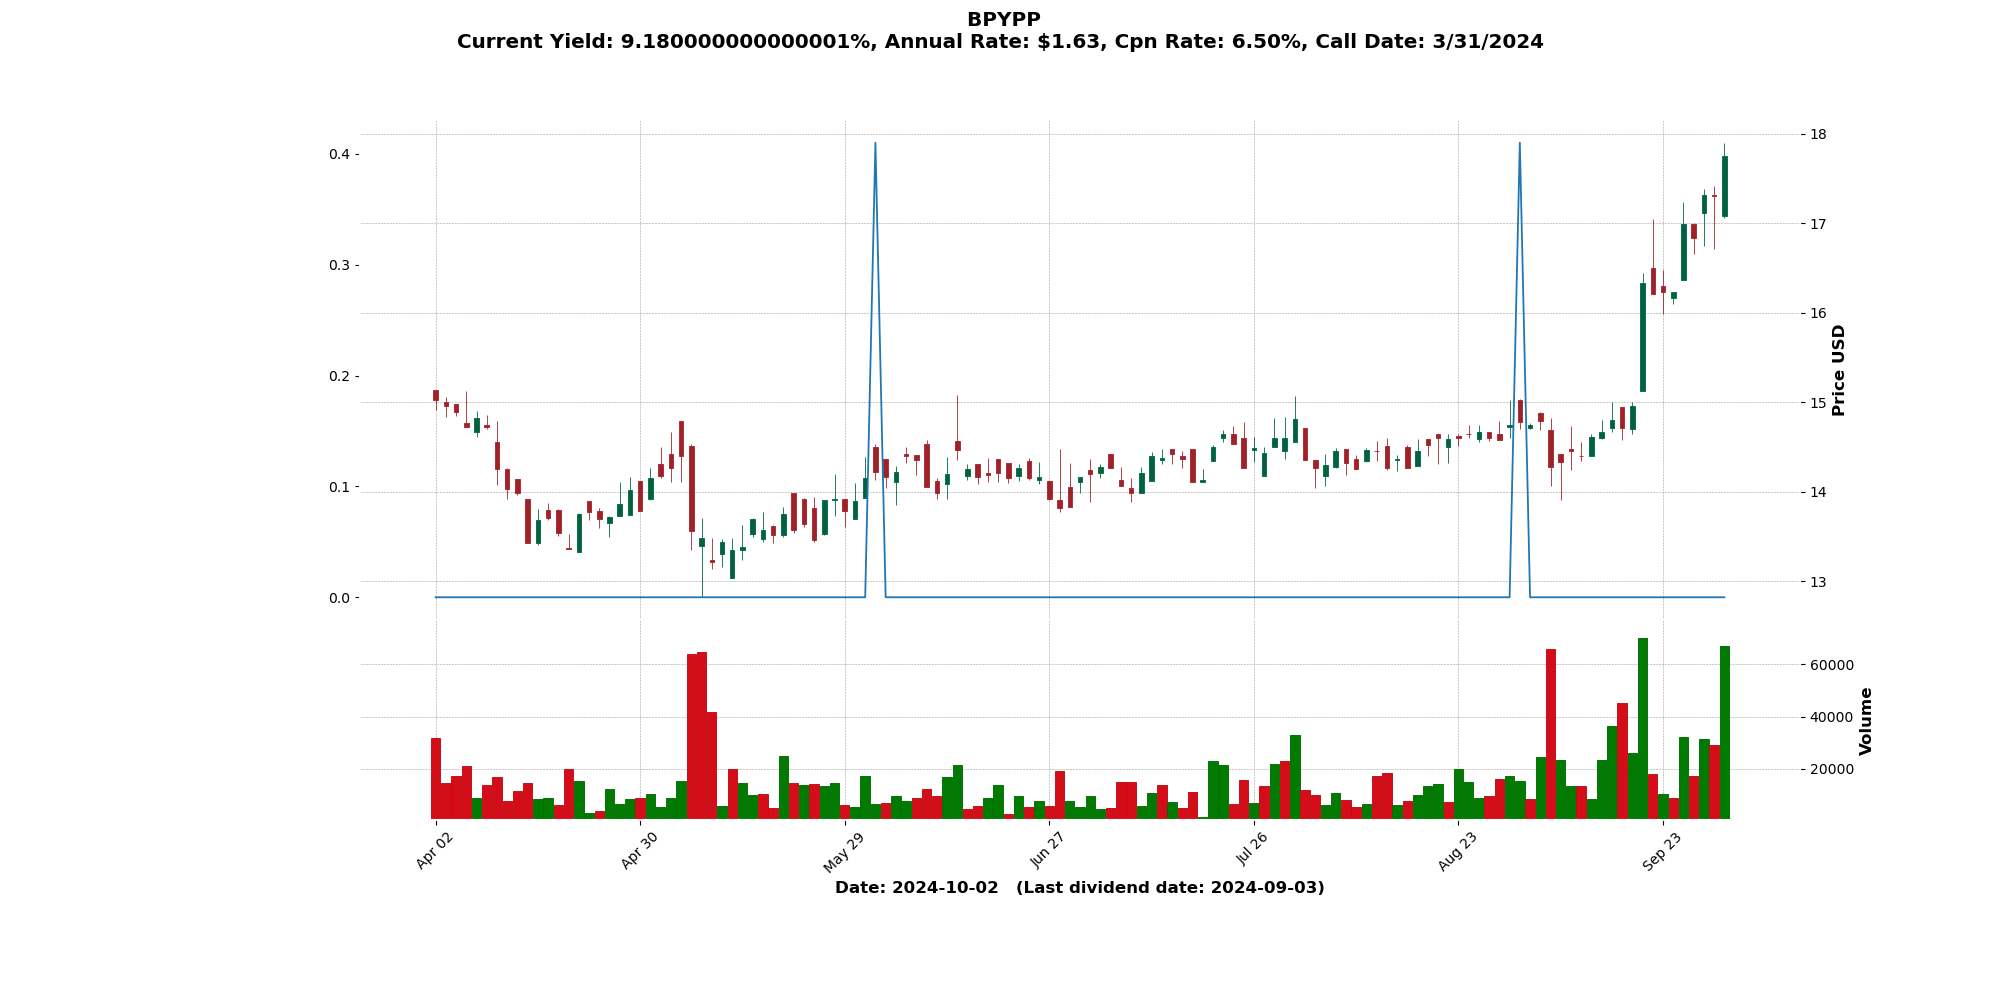 BPYPP
Current Yield: 9.180000000000001%, Annual Rate: $1.63, Cpn Rate: 6.50%, Call Date: 3/31/2024
0.4
0.3
0.2
0.1
0.0
18
17
16
15
14
13
Price USD
60000
40000
20000
Volume
Apr 02
Apr 30
May 29
Jun 27
Jul 26
Aug 23
Sep 23
Date: 2024-10-02 (Last dividend date: 2024-09-03)